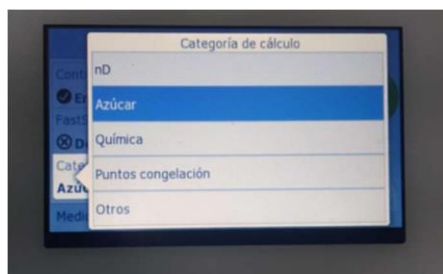 Categoría de cálculo
nD
Azúcar
Química
Puntos congelación
Otros